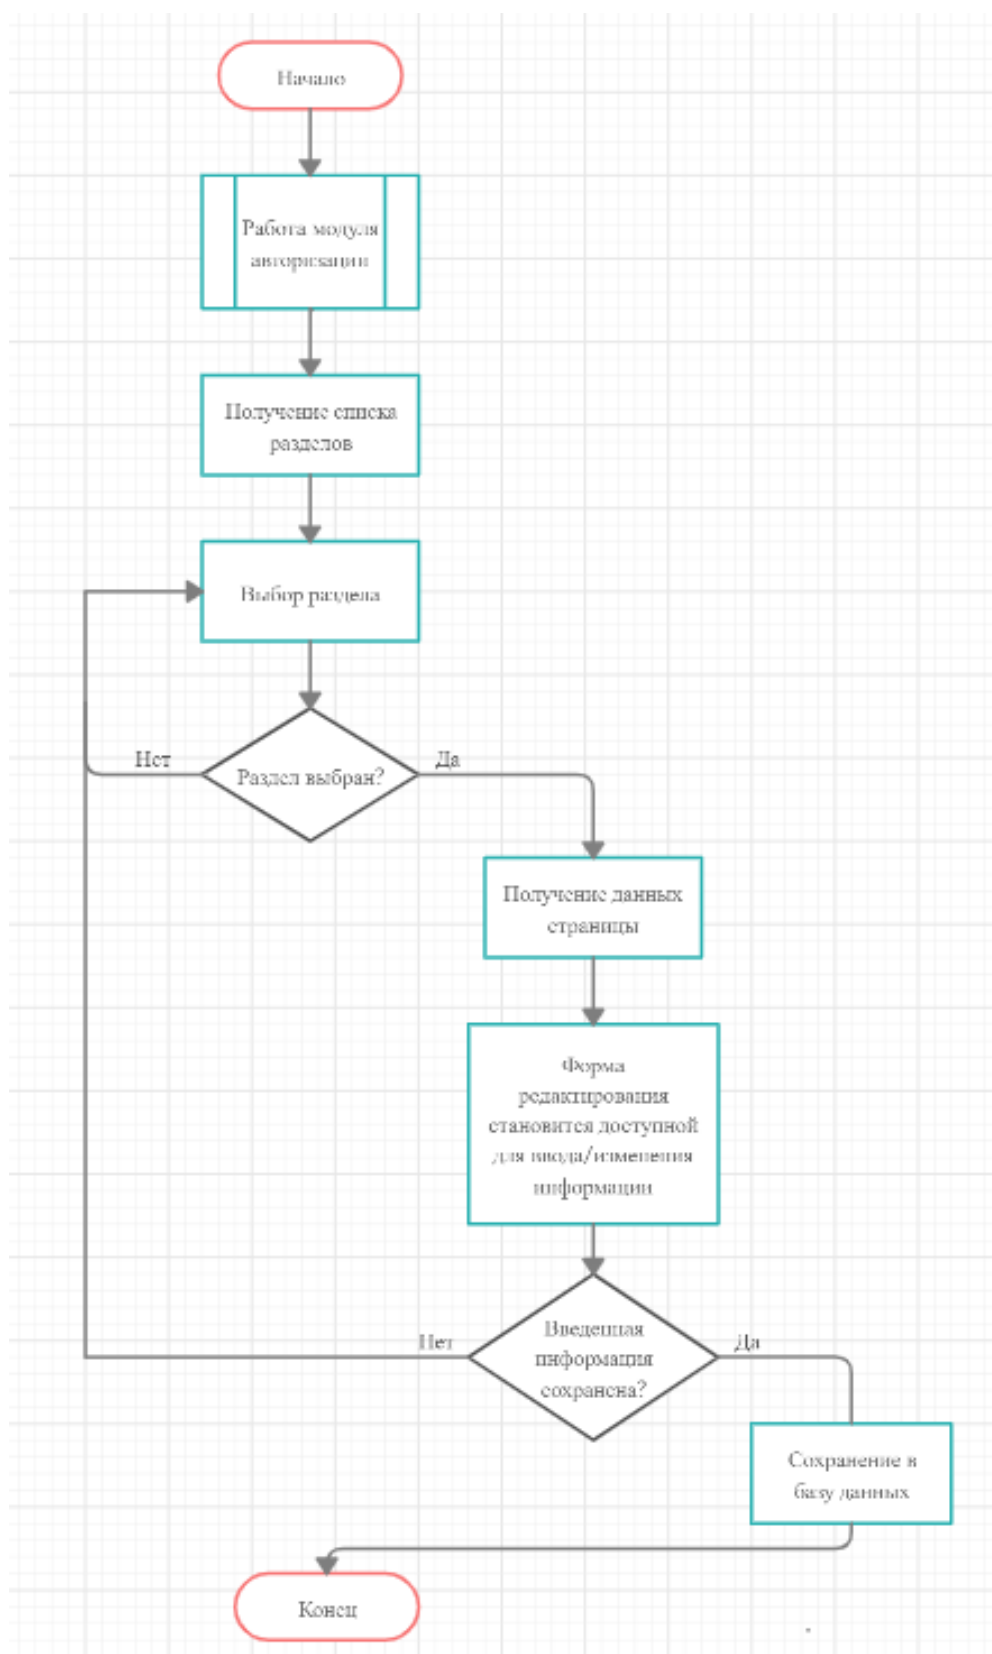 Начало
Работа модуля
авторизации
Получение списка
разделов
Выбор раздела
Нет
Раздел выбран?
Да
Получение данных
страницы
Форма
редактирования
становится доступной
для ввода/изменения
информации
Нет
Введенная
информация
сохранена?
Да
Сохранение в
базу данных
Конец